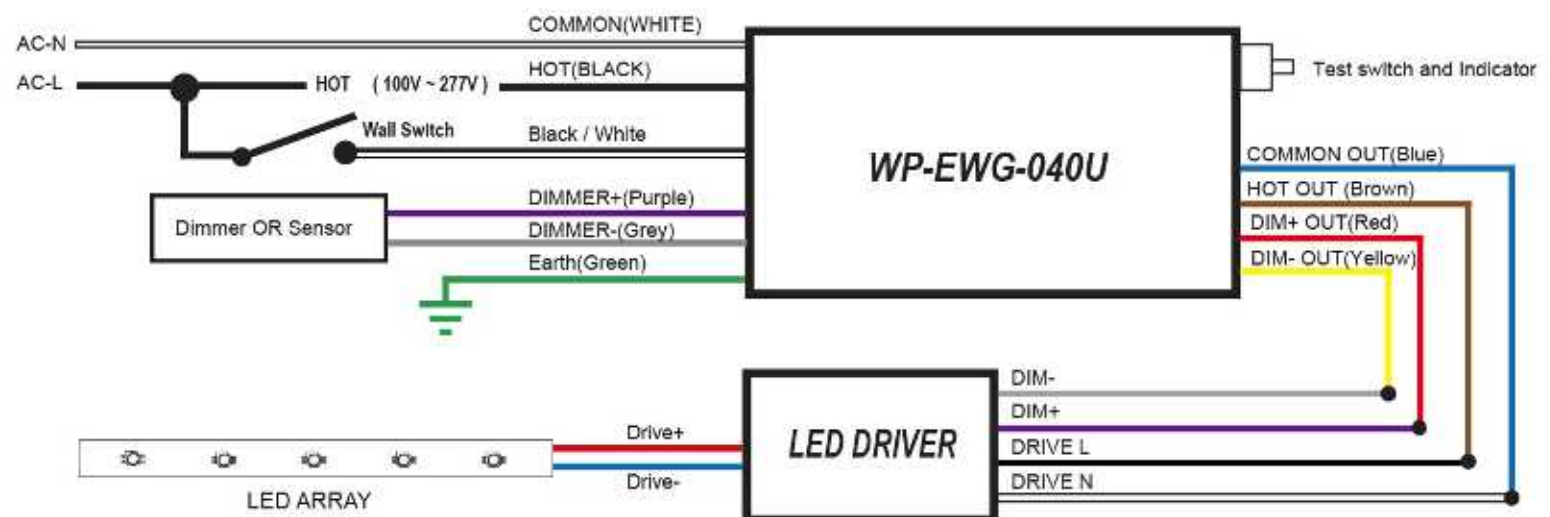 COMMON(WHITE)
AC-N
HOT(BLACK)
AC-L
HOT ( 100V ~ 277V )
Test switch and Indicator
Wall Switch
Black / White
WP-EWG-040U
COMMON OUT(Blue)
HOT OUT (Brown)
DIMMER+(Purple)
Dimmer OR Sensor
DIM+ OUT(Red)
DIMMER-(Grey)
DIM- OUT(Yellow)
Earth(Green)
DIM-
DIM+
Drive+
LED DRIVER
DRIVE L
Drive-
DRIVE N
LED ARRAY